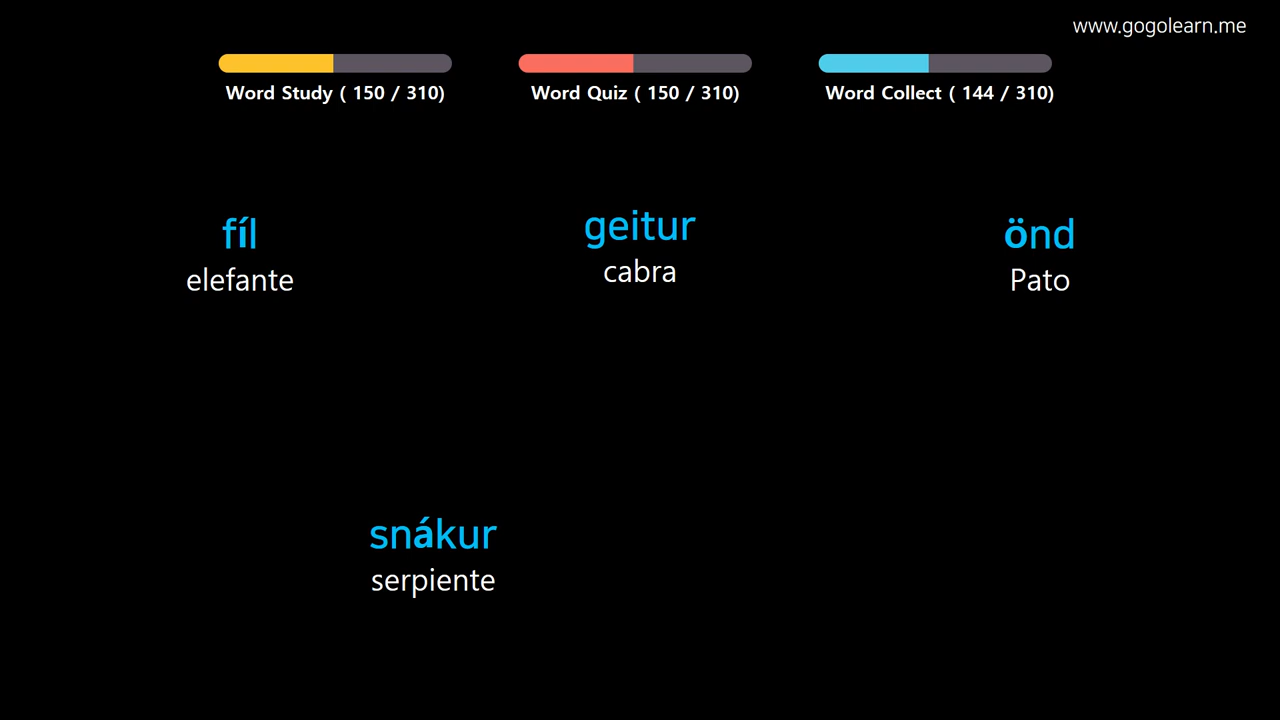 www.gogolearn.me
Word Study ( 150 / 310)
Word Quiz ( 150 / 310)
Word Collect ( 144 / 310)
fíl
elefante
geitur
cabra
önd
Pato
snákur
serpiente